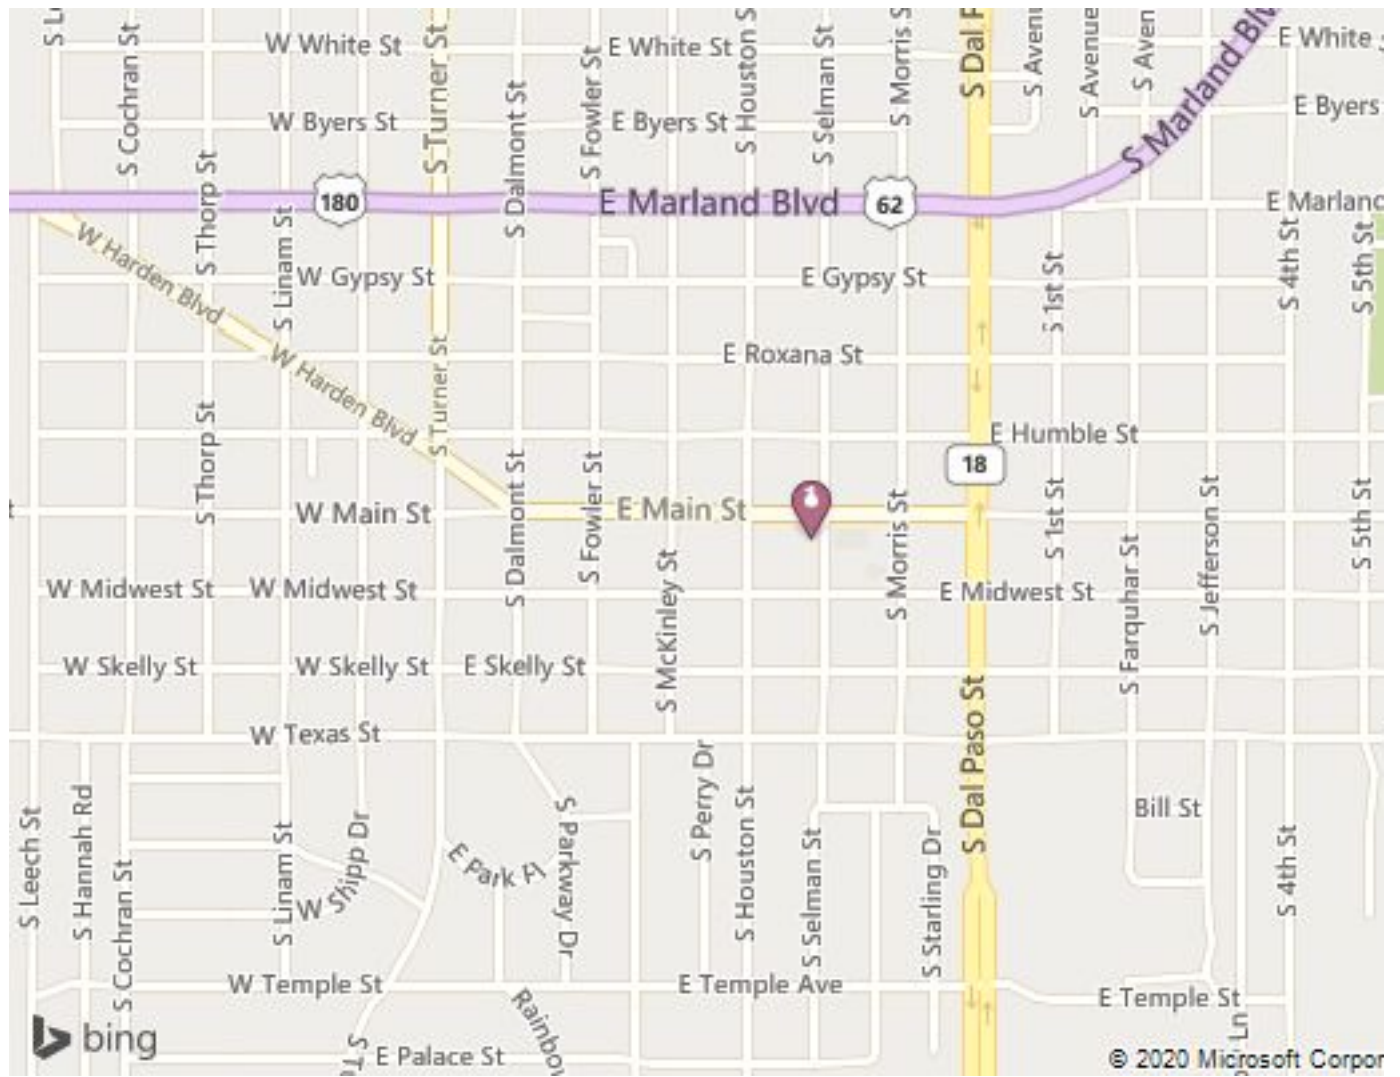 W White St
E White St
E White
W Byers St
E Byers St
E Byers
S Cochran St
S Turner St
S Dalmont St
S Fowler St
S Houston S
S Selman St
S Morris S
S Dal P
S Avenu
S Avenue
S Aven
S Marland Blv
S Thorp St
180
E Marland Blvd
62
E Marland
W Harden Blvd
S Linam St
W Gypsy St
E Gypsy St
S 1st St
S 4th St
S 5th St
W Harden Blvd
S Turner St
E Roxana St
S Thorp St
E Humble St
18
W Main St
E Main St
S Dalmont St
S Fowler St
S McKinley St
S Morris St
S 1st St
S Farquhar St
S Jefferson St
S 5th St
W Midwest St
W Midwest St
E Midwest St
W Skelly St
W Skelly St
E Skelly St
W Texas St
S Dal Paso St
S Leech St
S Hannah Rd
S Cochran St
S Linam St
W Shipp Dr
E Park Pl
S Parkway Dr
S Perry Dr
S Houston St
S Selman St
S Starling Dr
Bill St
S 4th St
W Temple St
E Temple Ave
E Temple St
Rainbow
Ln
bing
E Palace St
© 2020 Microsoft Corpor